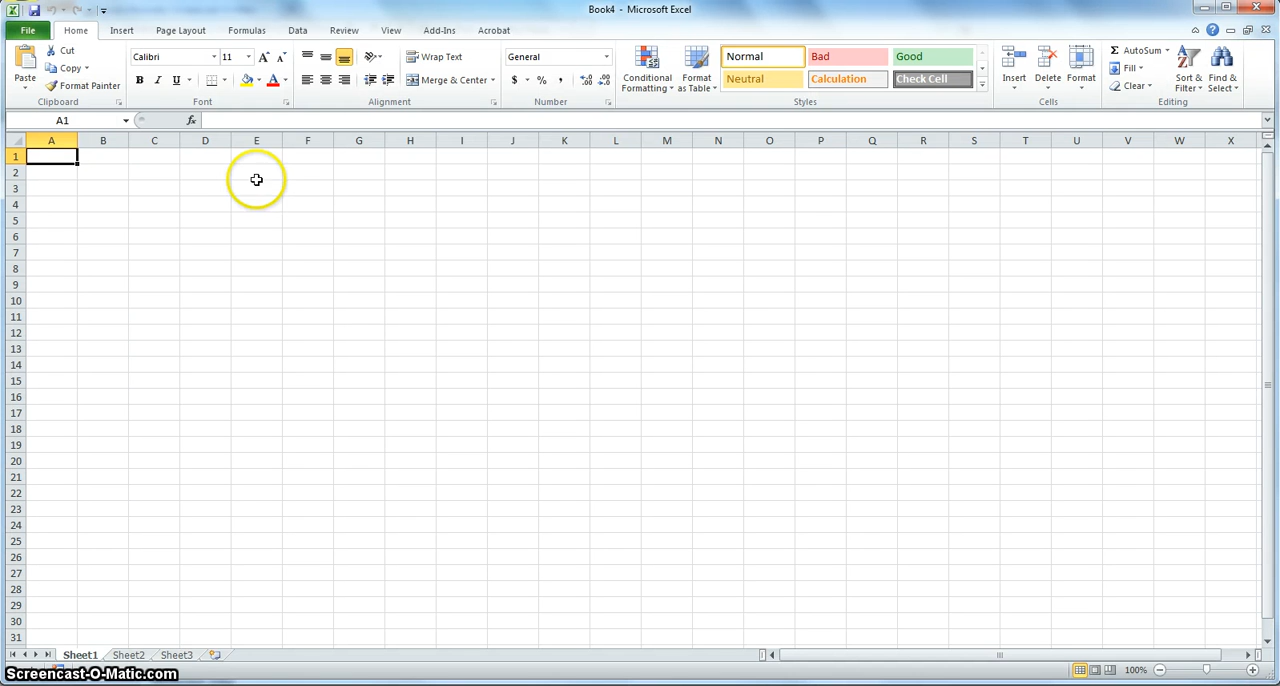 Book4 - Microsoft Excel
File Home Insert Page Layout Formulas Data Review View Add-Ins Acrobat
Paste
Cut
Copy
Format Painter
Clipboard
Calibri 11
B I U
Font
Wrap Text
Merge & Center
Alignment
General
$ % ,
Number
Conditional Formatting
Format as Table
Normal Bad Good
Neutral Calculation Check Cell
Styles
Insert Delete Format
Cells
Σ AutoSum
Fill
Clear
Sort & Filter
Find & Select
Editing
A1 fx
A B C D E F G H I J K L M N O P Q R S T U V W X
1
2
3
4
5
6
7
8
9
10
11
12
13
14
15
16
17
18
19
20
21
22
23
24
25
26
27
28
29
30
31
Sheet1 Sheet2 Sheet3
100%
Screencast-O-Matic.com